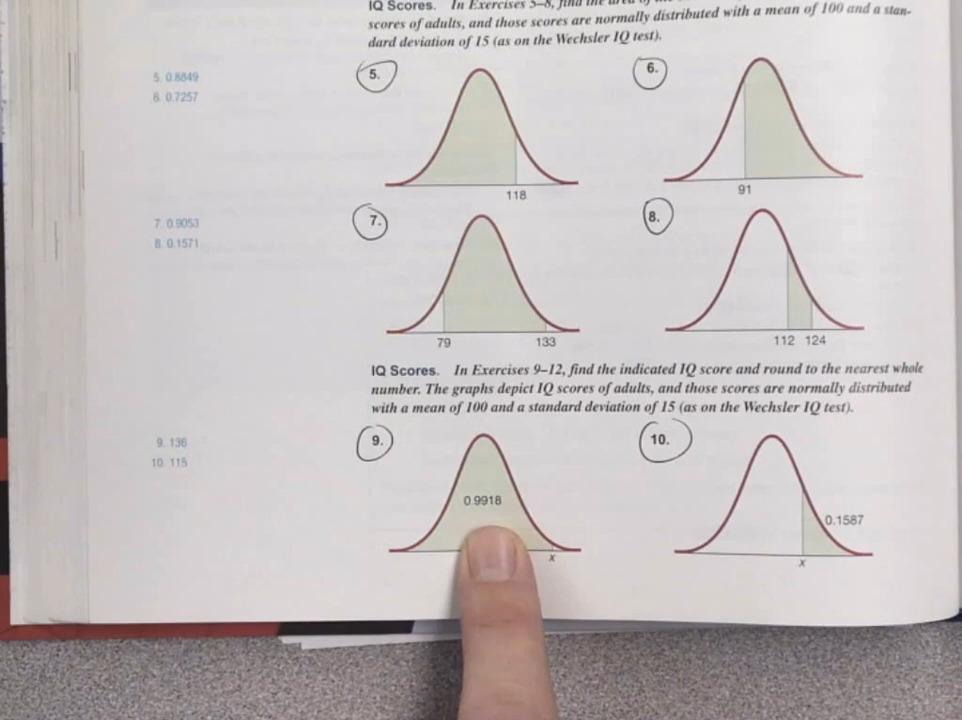 IQ Scores. In Exercises 5–8, find the area of the
scores of adults, and those scores are normally distributed with a mean of 100 and a stan-
dard deviation of 15 (as on the Wechsler IQ test).
5. 0.8849
6. 0.7257
5.
6.
118
91
7. 0.9053
8. 0.1571
7.
8.
79
133
112 124
IQ Scores. In Exercises 9–12, find the indicated IQ score and round to the nearest whole
number. The graphs depict IQ scores of adults, and those scores are normally distributed
with a mean of 100 and a standard deviation of 15 (as on the Wechsler IQ test).
9. 136
10. 115
9.
10.
0.9918
0.1587
x
x